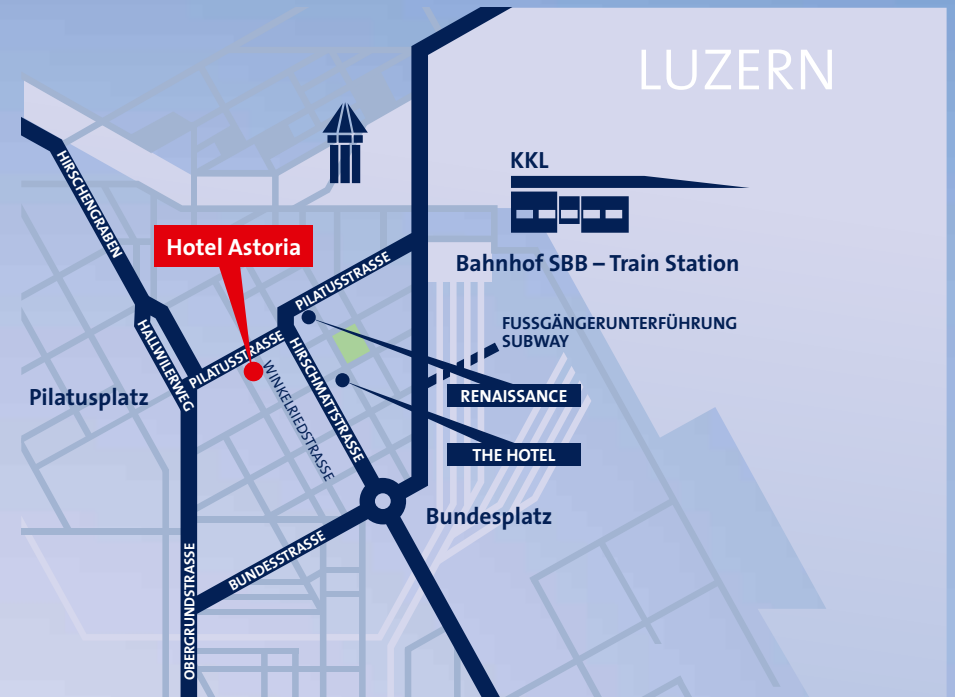 LUZERN
KKL
HIRSCHENGRABEN
Hotel Astoria
Bahnhof SBB – Train Station
PILATUSSTRASSE
FUSSGÄNGERUNTERFÜHRUNG
SUBWAY
HALLWILERWEG
PILATUSSTRASSE
HIRSCHMATTSTRASSE
WINKELRIEDSTRASSE
Pilatusplatz
RENAISSANCE
THE HOTEL
Bundesplatz
BUNDESSTRASSE
OBERGRUNDSTRASSE